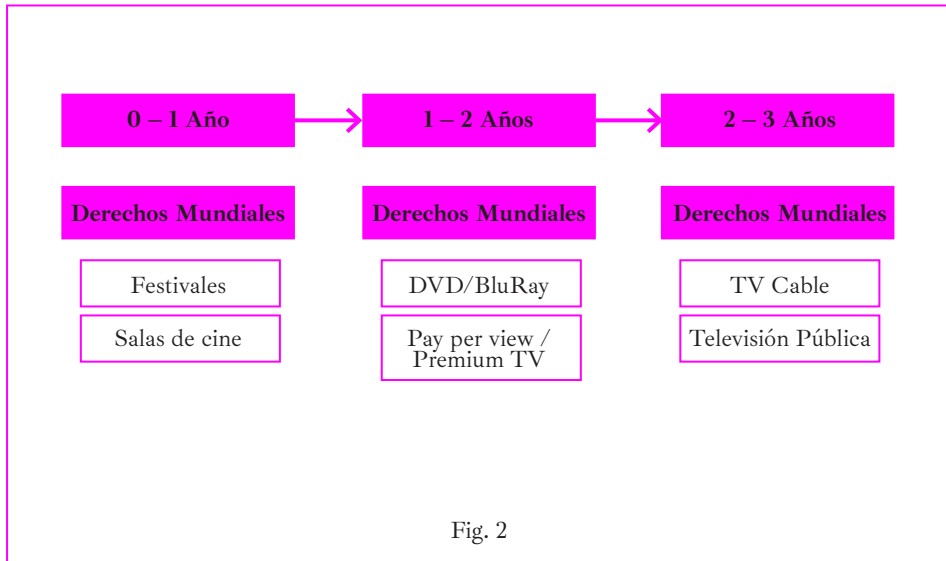 0 – 1 Año
1 – 2 Años
2 – 3 Años
Derechos Mundiales
Derechos Mundiales
Derechos Mundiales
Festivales
DVD/BluRay
TV Cable
Salas de cine
Pay per view /
Premium TV
Televisión Pública
Fig. 2